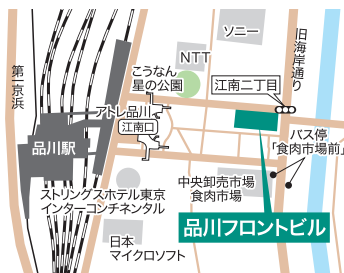 ソニー
NTT
旧海岸通り
第一京浜
こうなん
星の公園
江南二丁目
アトレ品川
江南口
品川駅
バス停
「食肉市場前」
中央卸売市場
食肉市場
ストリングスホテル東京
インターコンチネンタル
品川フロントビル
日本
マイクロソフト